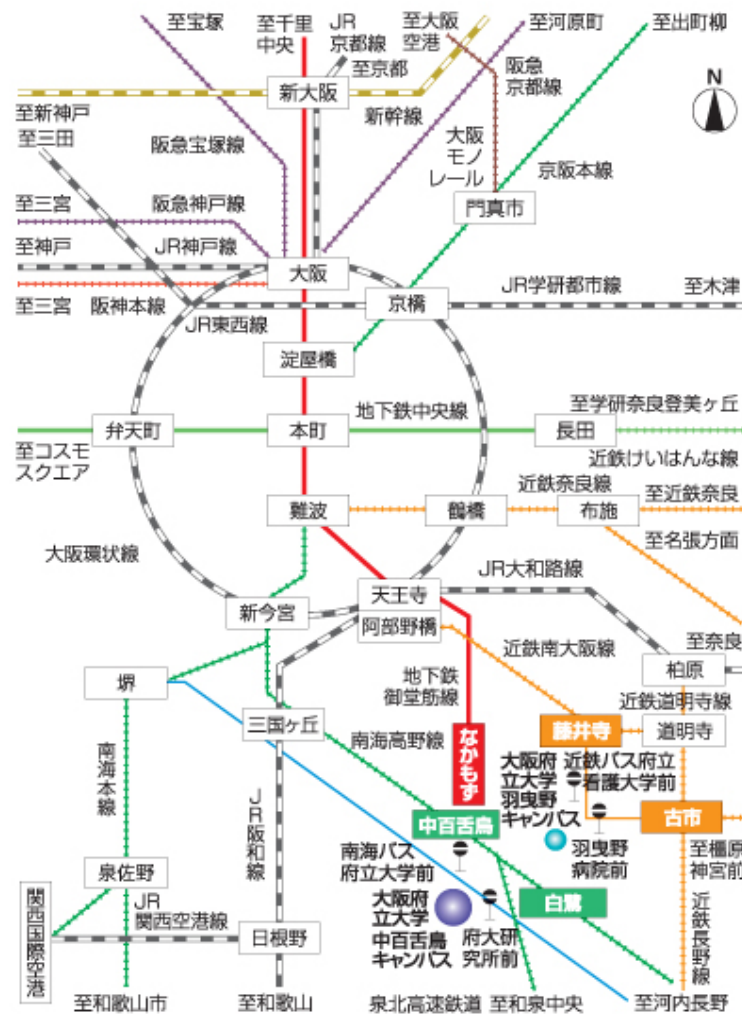 至宝塚
至千里
中央
JR
京都線
至京都
至大阪
空港
至河原町
至出町柳
阪急
京都線
N
新大阪
至新神戸
至三田
新幹線
阪急宝塚線
大阪
モノ
レール
京阪本線
門真市
至三宮
阪急神戸線
至神戸
JR神戸線
大阪
至三宮
阪神本線
JR東西線
京橋
JR学研都市線
至木津
淀屋橋
弁天町
本町
地下鉄中央線
長田
至学研奈良登美ヶ丘
至コスモ
スクエア
近鉄けいはんな線
難波
鶴橋
近鉄奈良線
布施
至近鉄奈良
至名張方面
大阪環状線
JR大和路線
新今宮
天王寺
阿部野橋
近鉄南大阪線
柏原
至奈良
堺
地下鉄
御堂筋線
近鉄道明寺線
三国ヶ丘
南海高野線
なかもず
藤井寺
道明寺
南海本線
JR阪和線
大阪府
立大学
羽曳野
キャンパス
近鉄バス府立
看護大学前
中百舌鳥
古市
羽曳野
病院前
至橿原
神宮前
南海バス
府立大学前
泉佐野
白鷺
大阪府
立大学
中百舌鳥
キャンパス
府大研
究所前
近鉄長野線
関西国際空港
JR
関西空港線
日根野
至和歌山市
至和歌山
泉北高速鉄道
至和泉中央
至河内長野